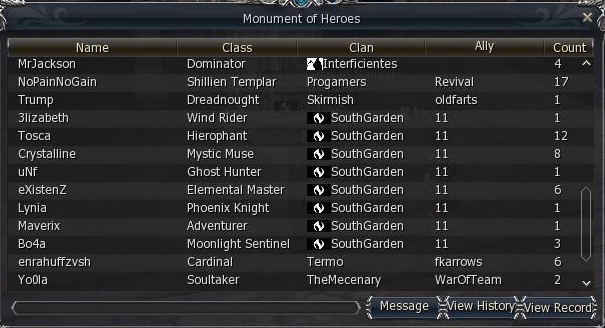 Monument of Heroes
Name Class Clan Ally Count
MrJackson Dominator Interficientes 4
NoPainNoGain Shillien Templar Progamers Revival 17
Trump Dreadnought Skirmish oldfarts 1
3lizabeth Wind Rider SouthGarden 11 1
Tosca Hierophant SouthGarden 11 12
Crystalline Mystic Muse SouthGarden 11 8
uNf Ghost Hunter SouthGarden 11 1
eXistenZ Elemental Master SouthGarden 11 6
Lynia Phoenix Knight SouthGarden 11 1
Maverix Adventurer SouthGarden 11 1
Bo4a Moonlight Sentinel SouthGarden 11 3
enrahuffzvsh Cardinal Termo fkarrows 6
Yo0la Soultaker TheMecenary WarOfTeam 2
Message View History View Record